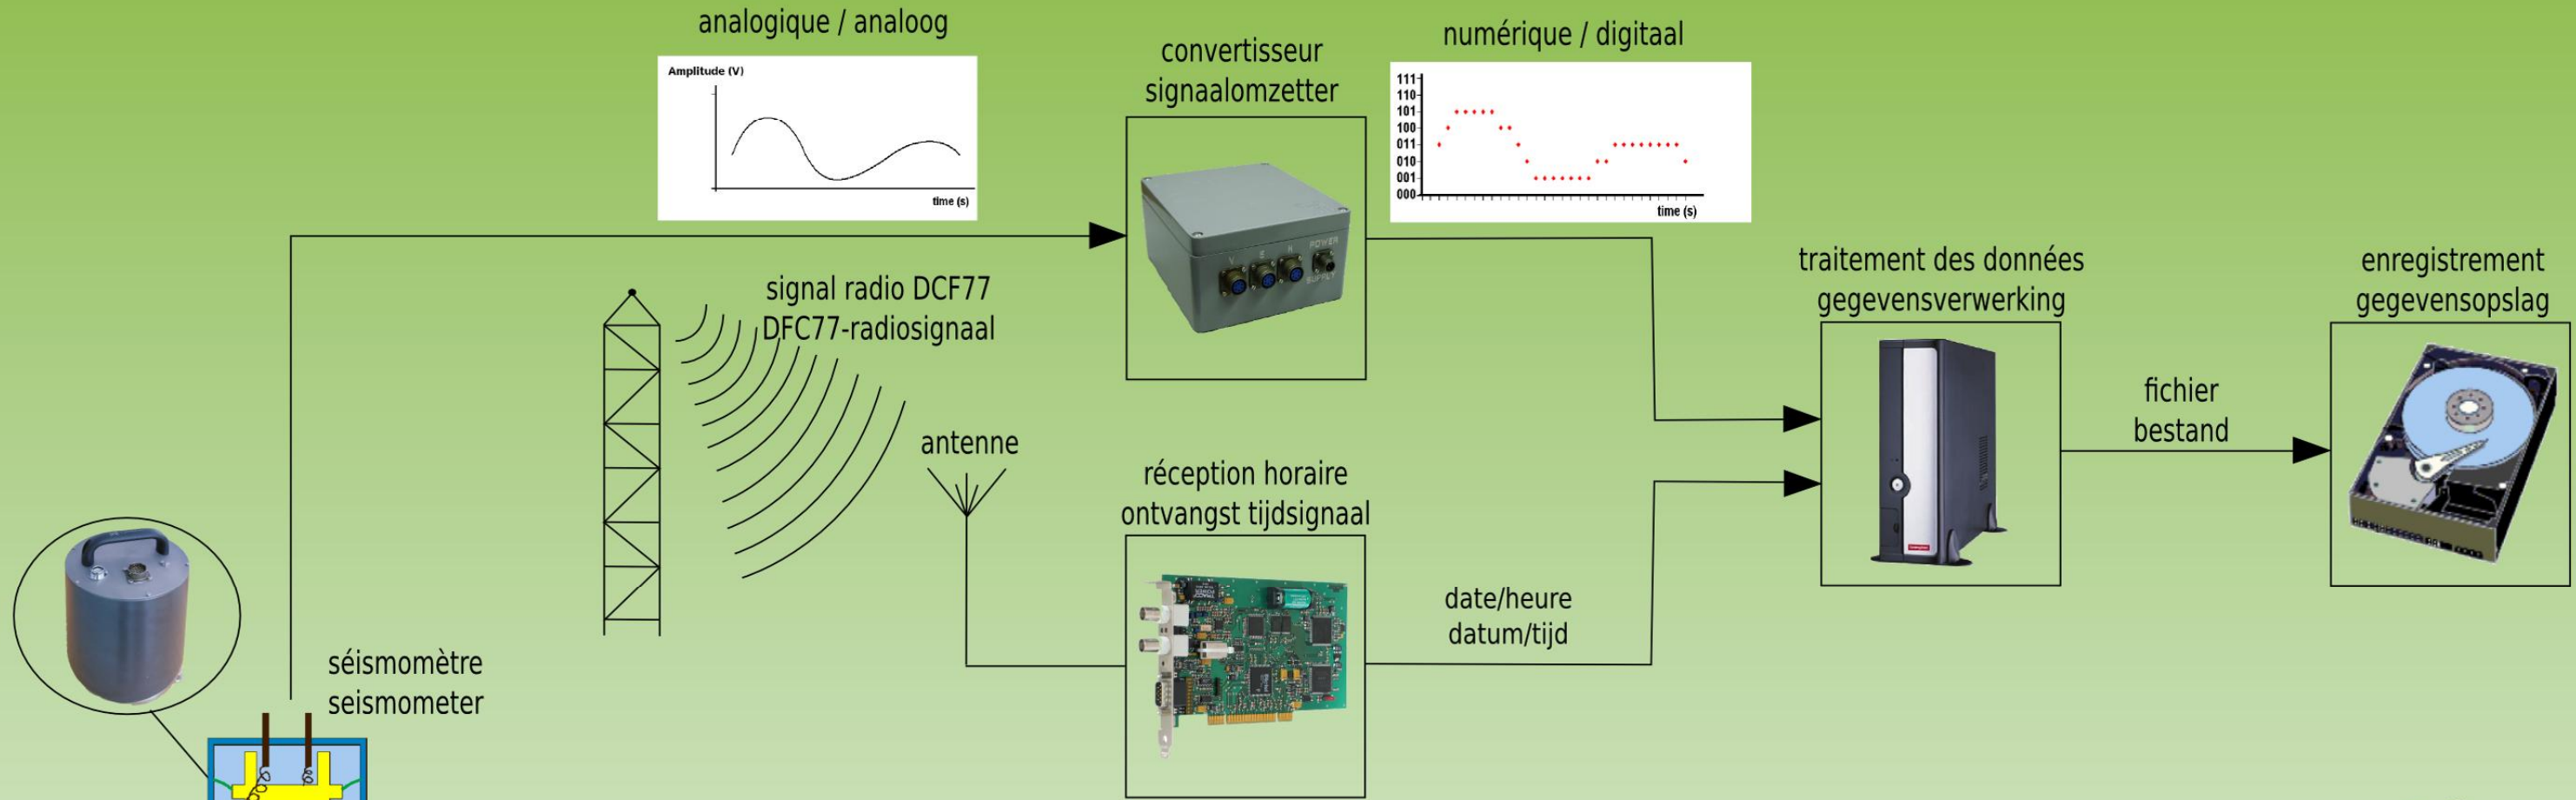 analogique / analoog
Amplitude (V)
time (s)
convertisseur
signaalomzetter
V E N POWER
SUPPLY
numérique / digitaal
111
110
101
100
011
010
001
000
time (s)
signal radio DCF77
DFC77-radiosignaal
antenne
réception horaire
ontvangst tijdsignaal
date/heure
datum/tijd
traitement des données
gegevensverwerking
fichier
bestand
enregistrement
gegevensopslag
séismomètre
seismometer